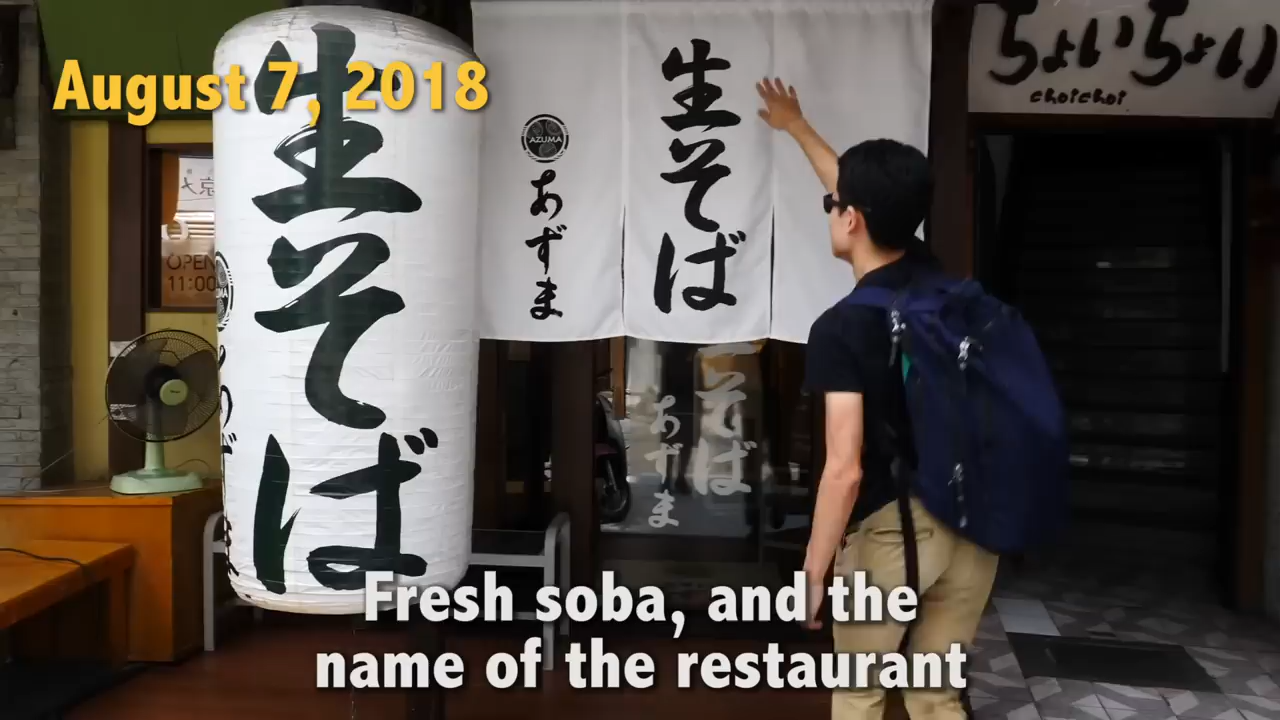 August 7, 2018
生そば
AZUMA
あずま
生そば
ちょいちょい
choichoi
OPEN
11:00
そば
あずま
Fresh soba, and the
name of the restaurant